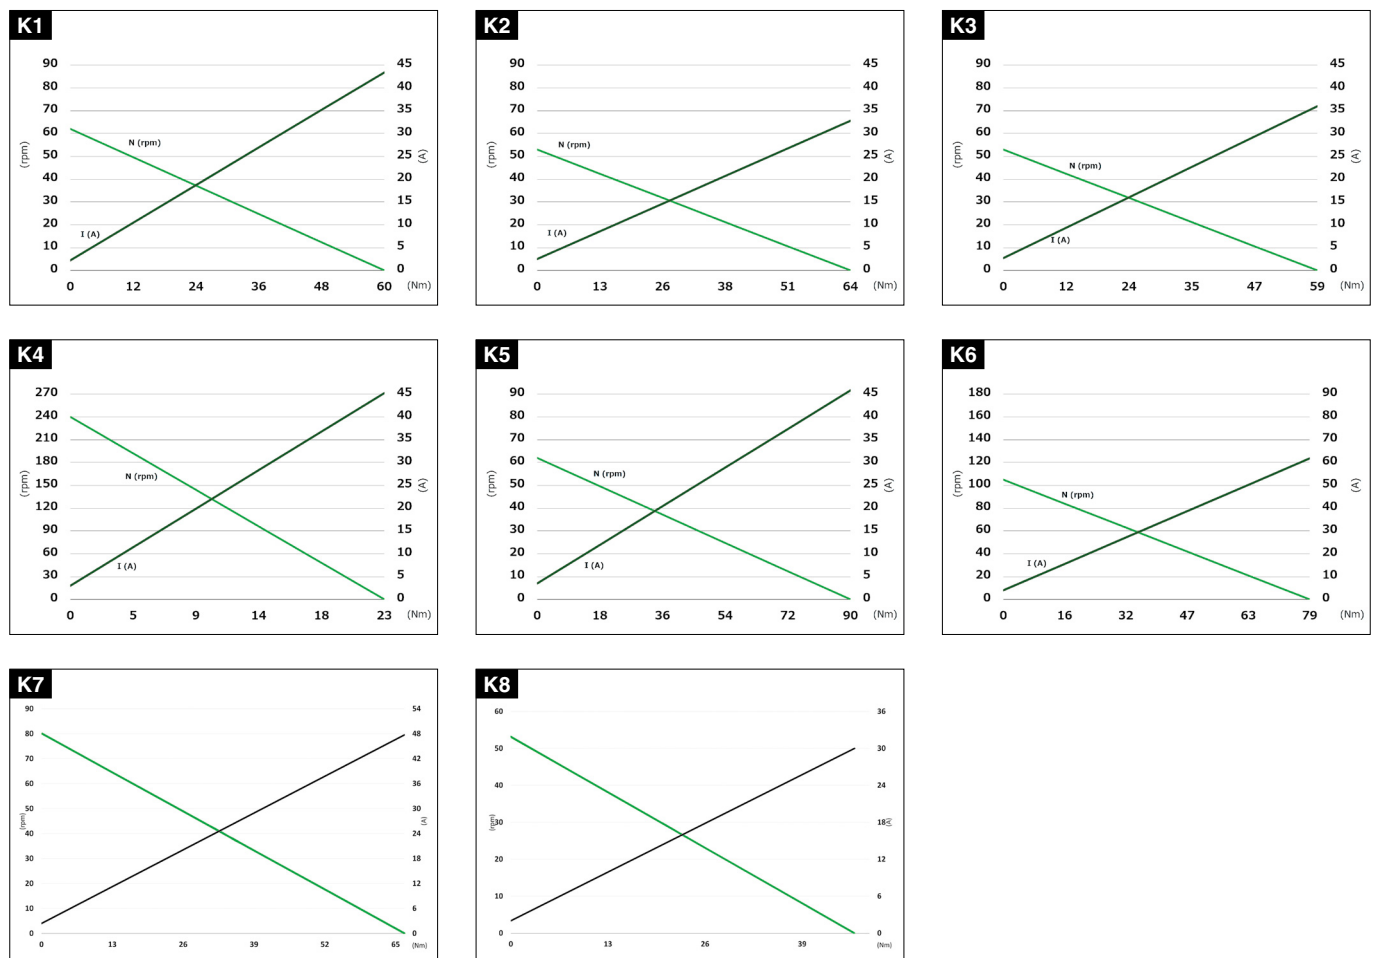 K1
90 45
80 40
70 35
60 N (rpm) 30
50 25
40 20
30 15
20 I (A) 10
10 5
0 0
(rpm) (A)
0 12 24 36 48 60 (Nm)
K2
90 45
80 40
70 35
60 N (rpm) 30
50 25
40 20
30 15
20 I (A) 10
10 5
0 0
(rpm) (A)
0 13 26 38 51 64 (Nm)
K3
90 45
80 40
70 35
60 30
50 N (rpm) 25
40 20
30 15
20 I (A) 10
10 5
0 0
(rpm) (A)
0 12 24 35 47 59 (Nm)
K4
270 45
240 40
210 35
180 30
150 N (rpm) 25
120 20
90 15
60 I (A) 10
30 5
0 0
(rpm) (A)
0 5 9 14 18 23 (Nm)
K5
90 45
80 40
70 35
60 N (rpm) 30
50 25
40 20
30 15
20 I (A) 10
10 5
0 0
(rpm) (A)
0 18 36 54 72 90 (Nm)
K6
180 90
160 80
140 70
120 60
100 N (rpm) 50
80 40
60 30
40 I (A) 20
20 10
0 0
(rpm) (A)
0 16 32 47 63 79 (Nm)
K7
90 54
80 48
70 42
60 36
50 30
40 24
30 18
20 12
10 6
0 0
(rpm) (A)
0 13 26 39 52 65 (Nm)
K8
60 36
50 30
40 24
30 18
20 12
10 6
0 0
(rpm) (A)
0 13 26 39 (Nm)